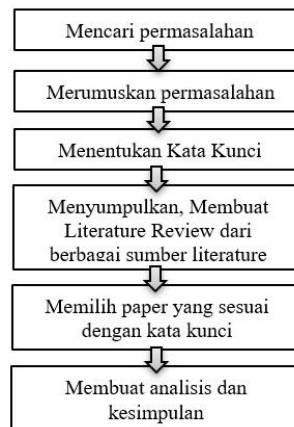 Mencari permasalahan
Merumuskan permasalahan
Menentukan Kata Kunci
Menyumpulkan, Membuat
Literature Review dari
berbagai sumber literature
Memilih paper yang sesuai
dengan kata kunci
Membuat analisis dan
kesimpulan